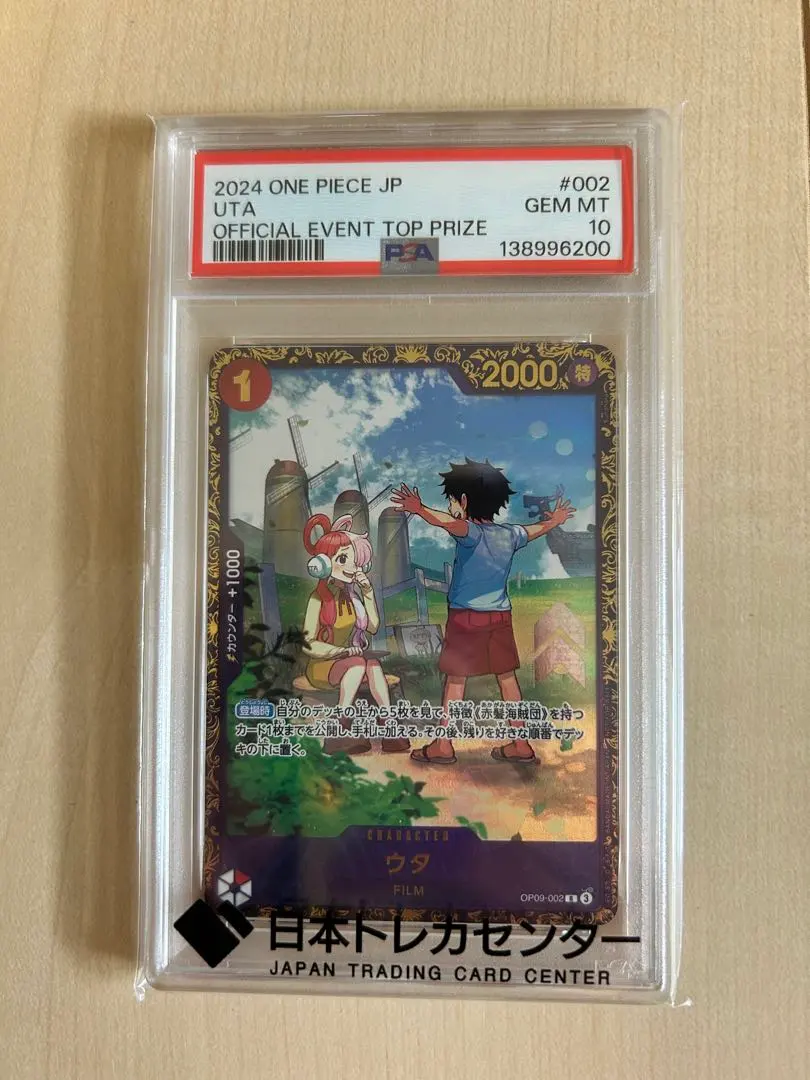 2024 ONE PIECE JP #002
UTA GEM MT
OFFICIAL EVENT TOP PRIZE 10
PSA 138996200
1
2000 特
カウンター +1000
登場時 自分のデッキの上から5枚を見て、特徴《赤髪海賊団》を持つ
カード1枚までを公開し、手札に加える。その後、残りを好きな順番でデッ
キの下に置く。
CHARACTER
ウタ
FILM
OP09-002 R 3
日本トレカセンター
JAPAN TRADING CARD CENTER